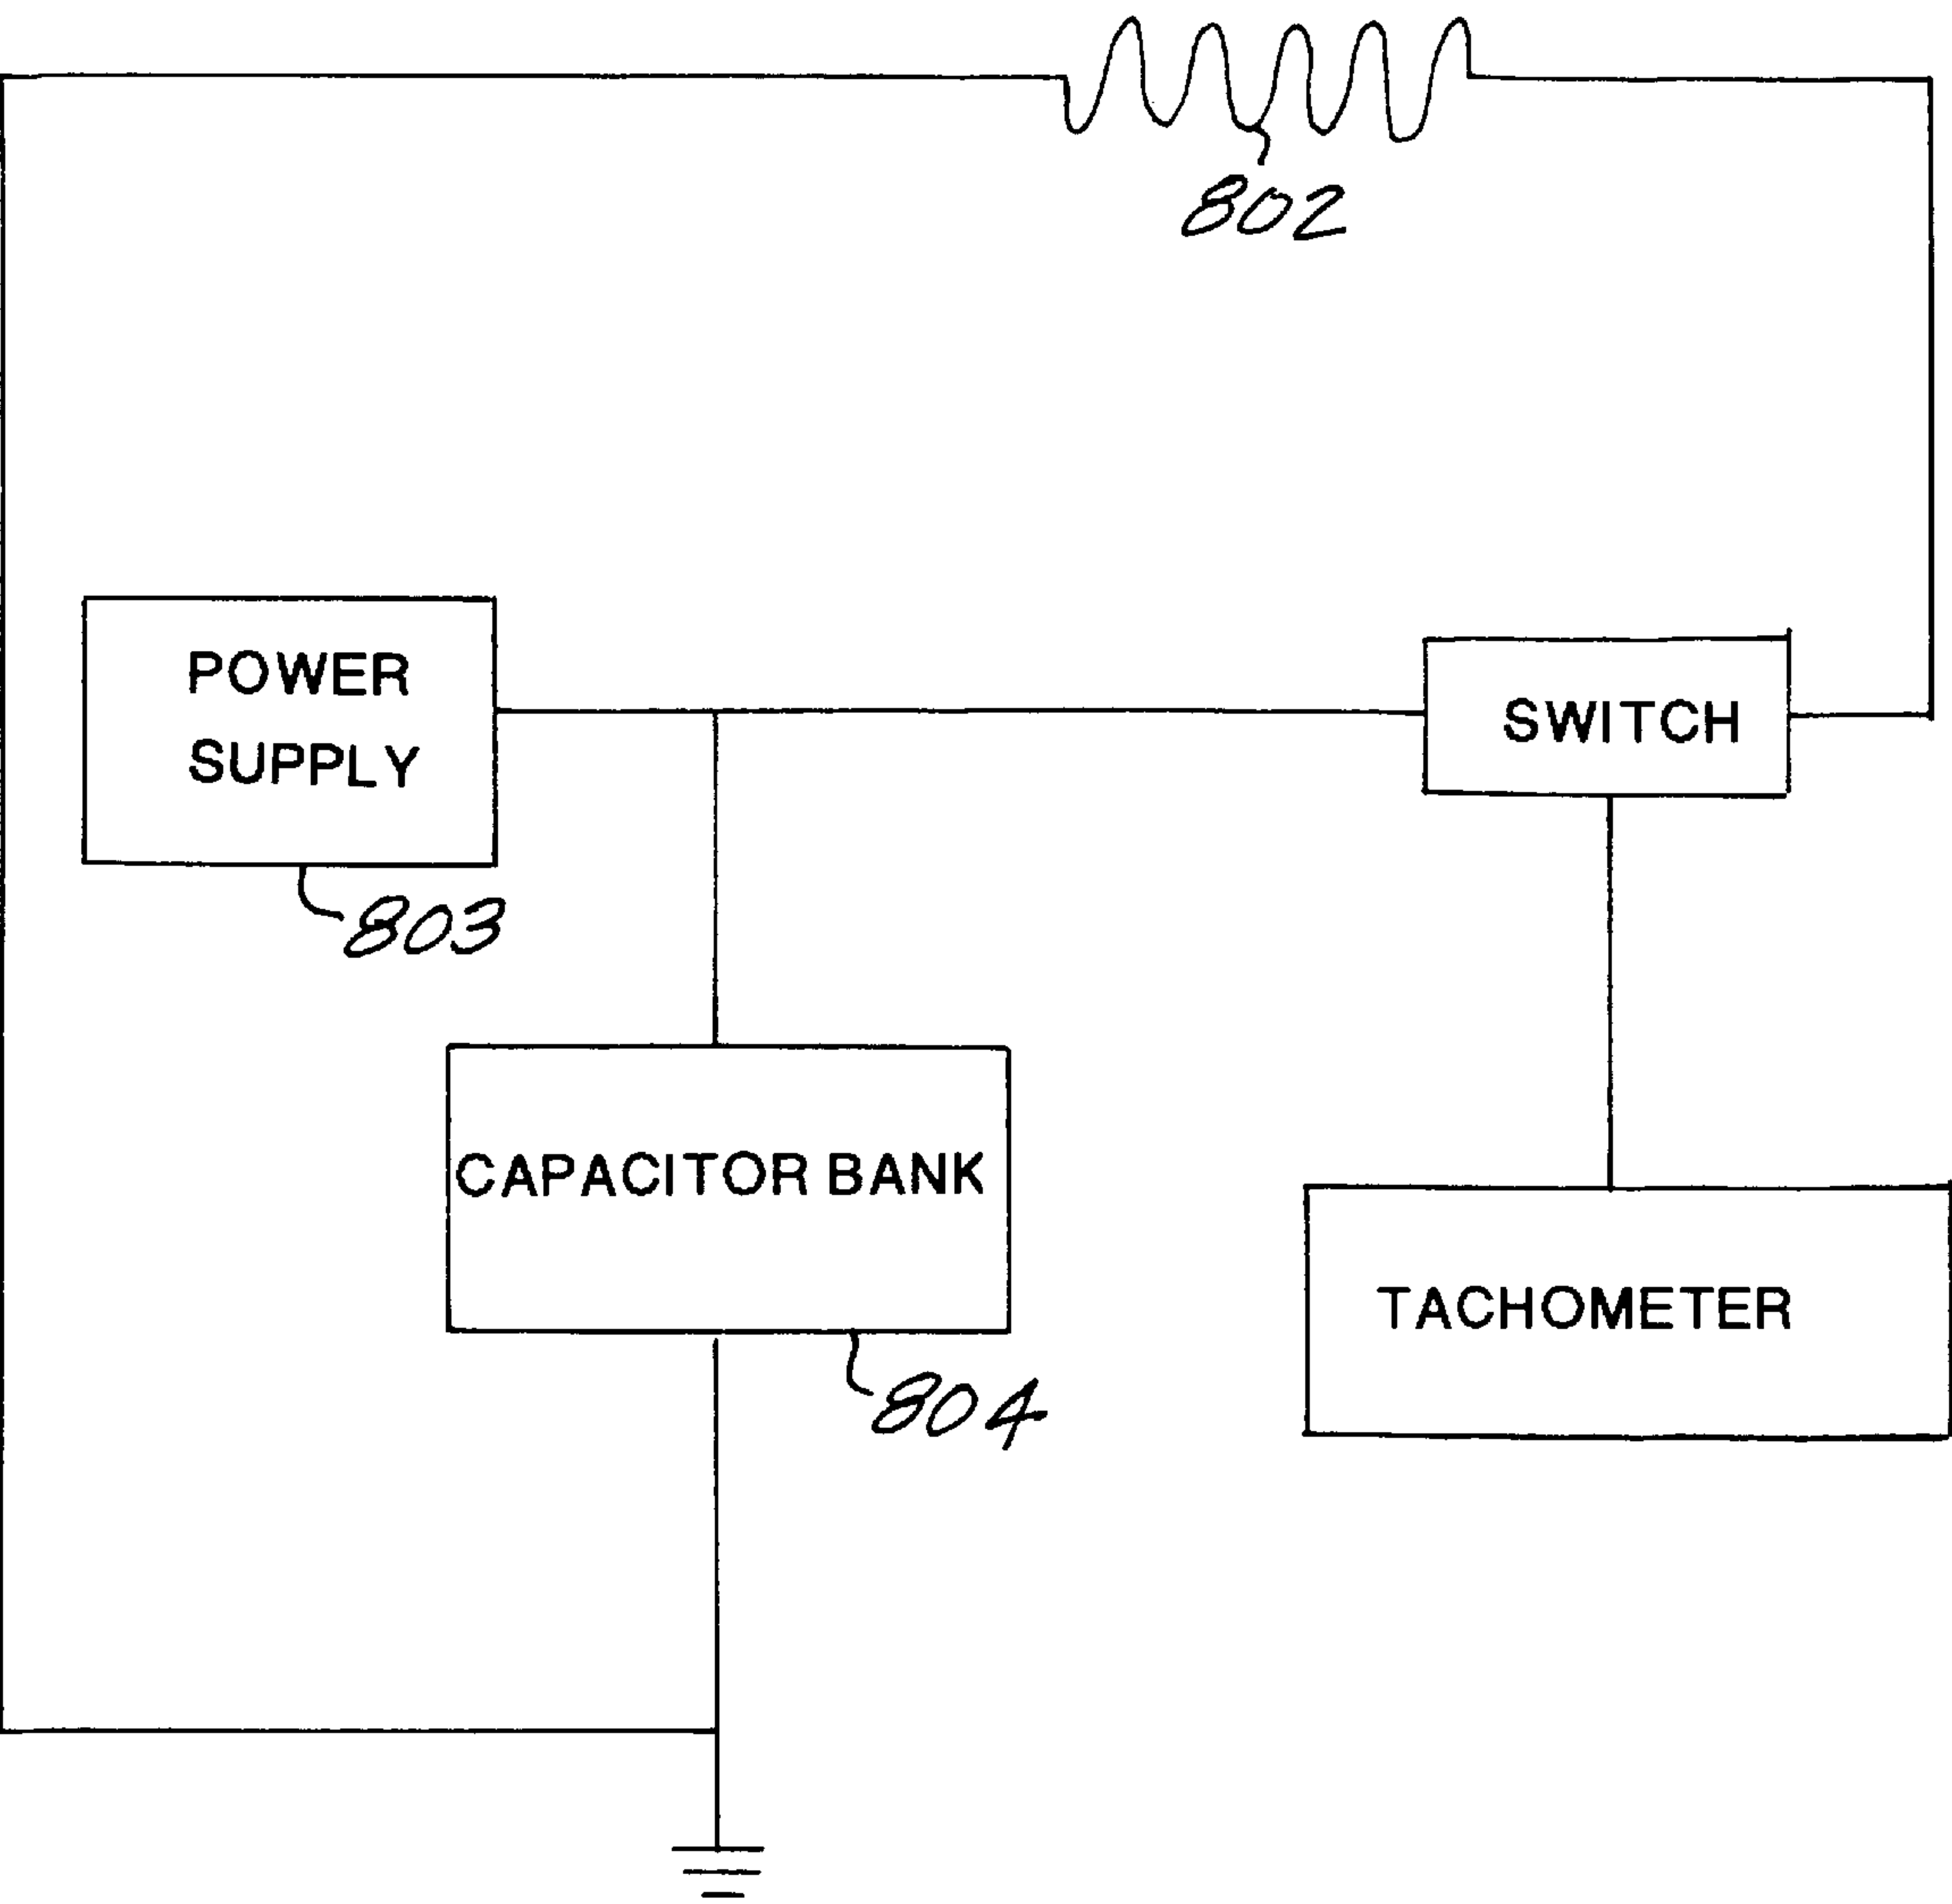 802
POWER
SUPPLY
SWITCH
803
CAPACITOR BANK
TACHOMETER
804